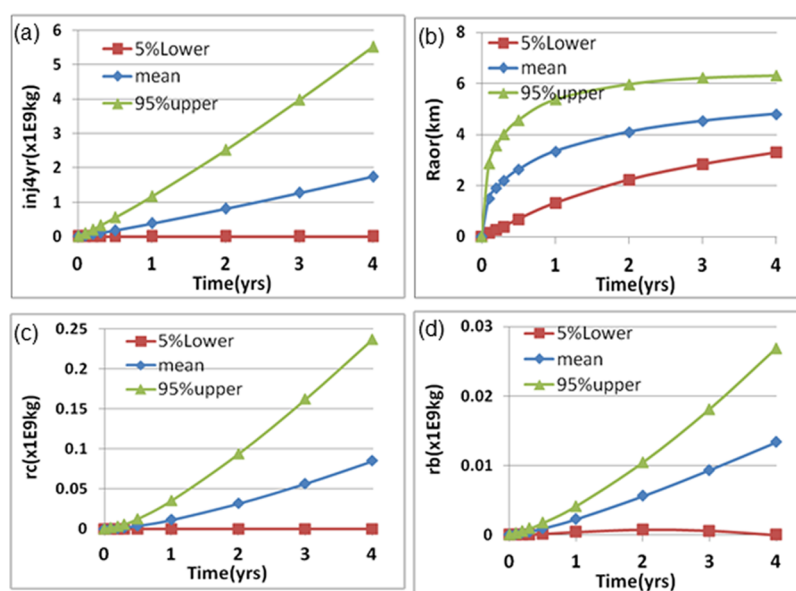 (a)
inj4yr(x1E9kg)
6
5
4
3
2
1
0
5%Lower
mean
95%upper
0 1 2 3 4
Time(yrs)
(b)
Raor(km)
8
6
4
2
0
5%Lower
mean
95%upper
0 1 2 3 4
Time(yrs)
(c)
rc(x1E9kg)
0.25
0.2
0.15
0.1
0.05
0
5%Lower
mean
95%upper
0 1 2 3 4
Time(yrs)
(d)
rb(x1E9kg)
0.03
0.02
0.01
0
5%Lower
mean
95%upper
0 1 2 3 4
Time(yrs)